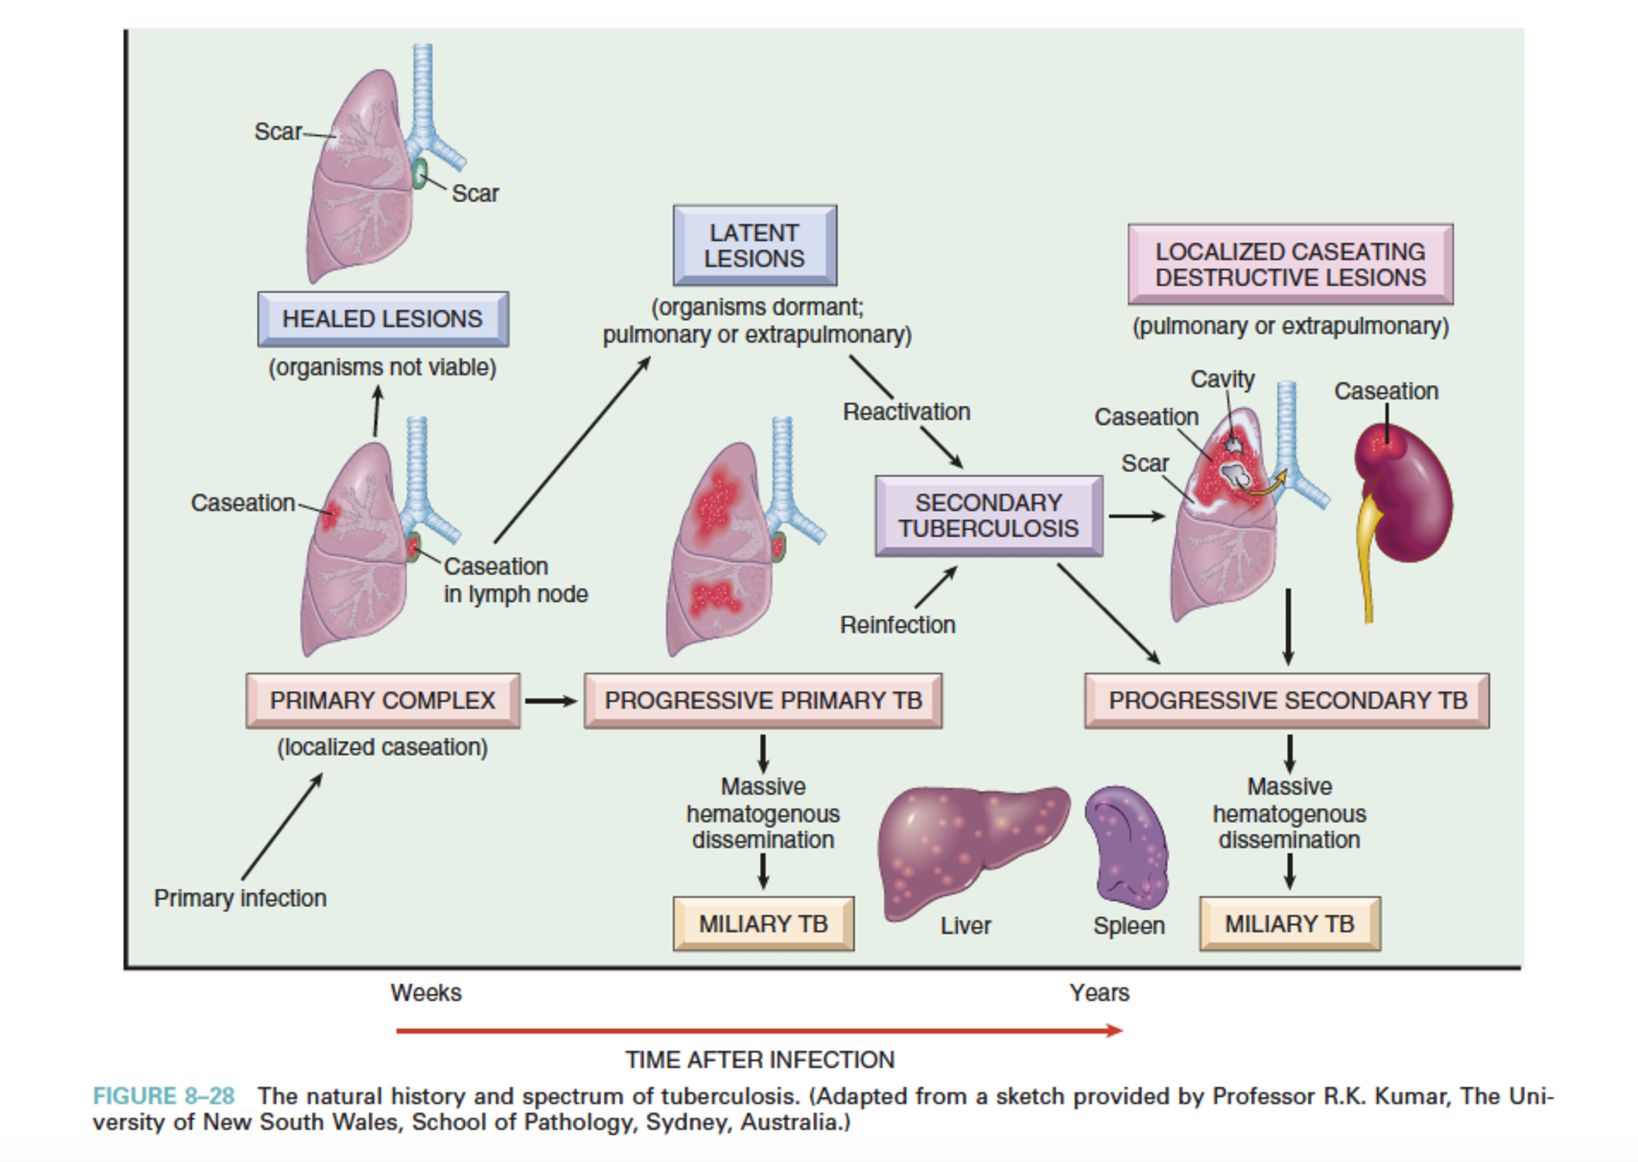 Scar
Scar
HEALED LESIONS
(organisms not viable)
Caseation
Caseation
in lymph node
PRIMARY COMPLEX
(localized caseation)
Primary infection
LATENT
LESIONS
(organisms dormant;
pulmonary or extrapulmonary)
Reactivation
SECONDARY
TUBERCULOSIS
Reinfection
PROGRESSIVE PRIMARY TB
Massive
hematogenous
dissemination
MILIARY TB
Liver
Spleen
LOCALIZED CASEATING
DESTRUCTIVE LESIONS
(pulmonary or extrapulmonary)
Cavity
Caseation
Scar
Caseation
PROGRESSIVE SECONDARY TB
Massive
hematogenous
dissemination
MILIARY TB
Weeks
Years
TIME AFTER INFECTION
FIGURE 8–28 The natural history and spectrum of tuberculosis. (Adapted from a sketch provided by Professor R.K. Kumar, The Uni-
versity of New South Wales, School of Pathology, Sydney, Australia.)